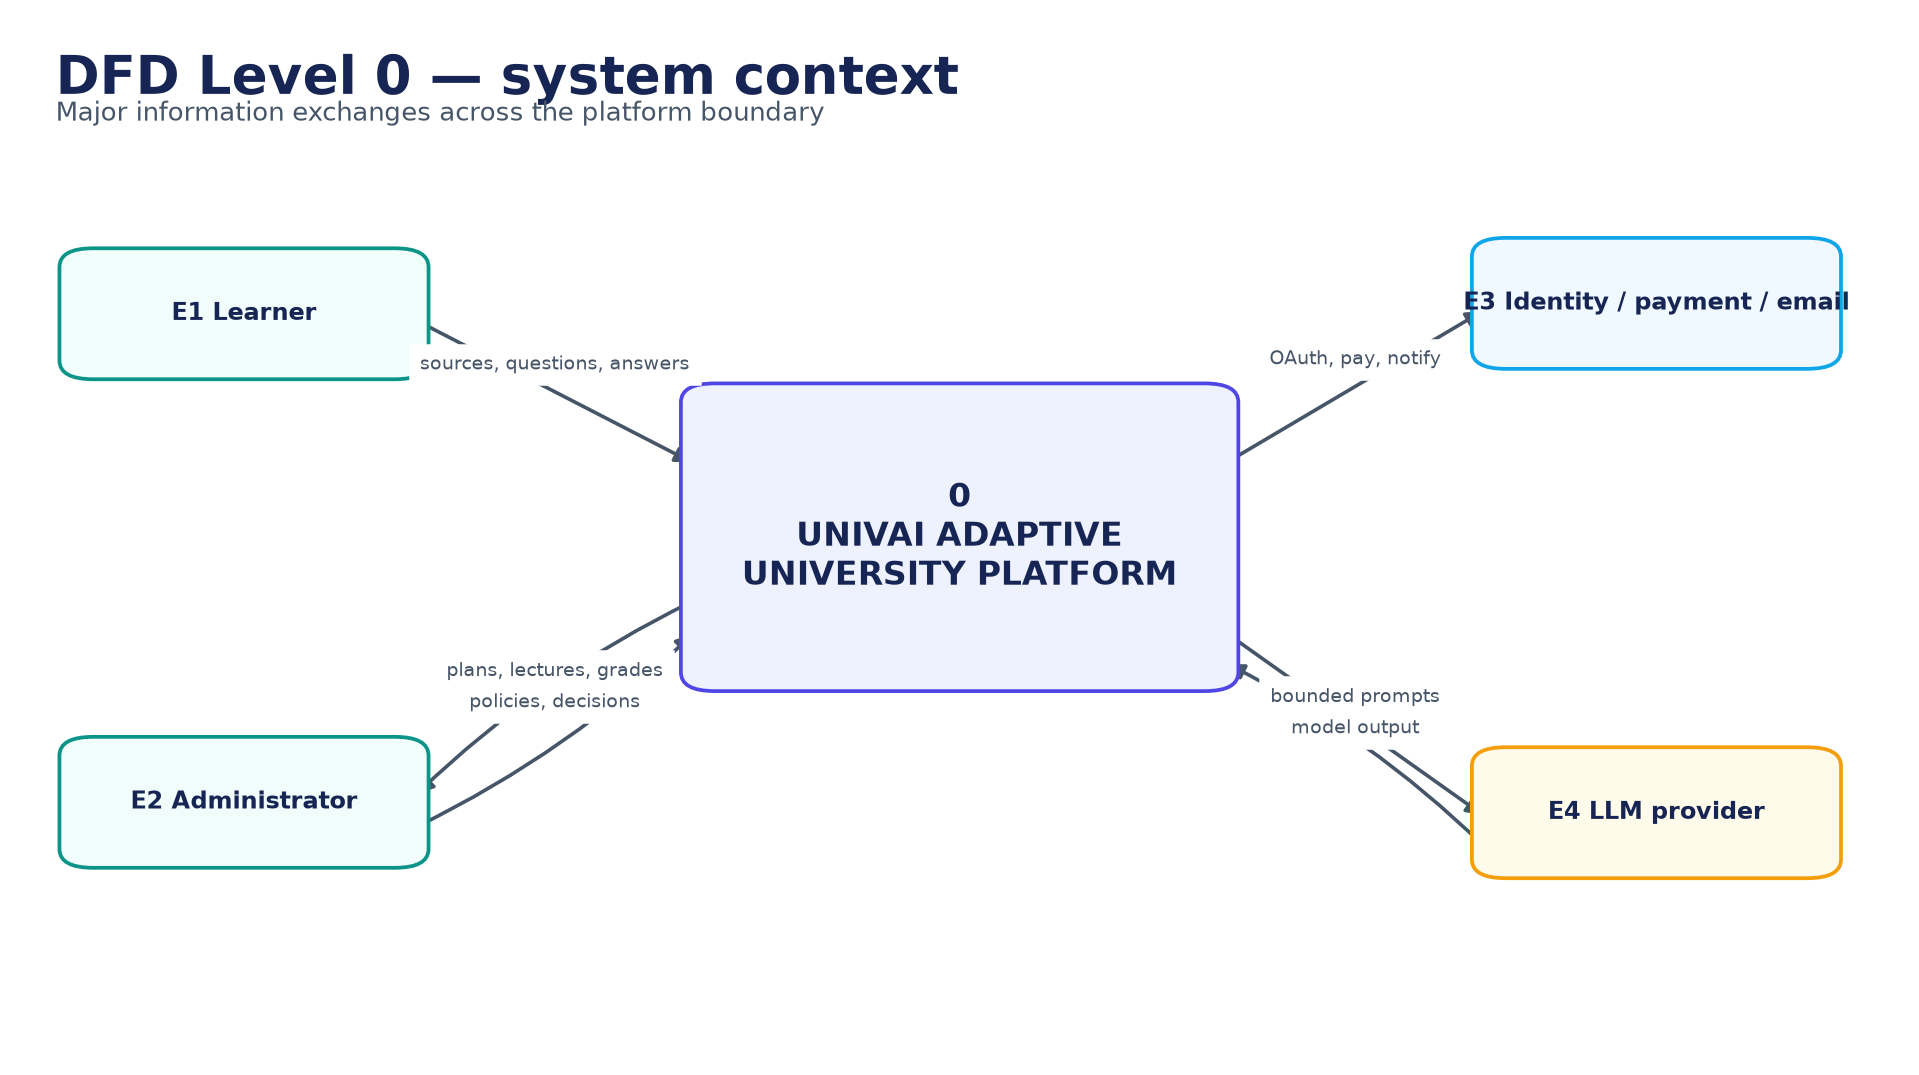 DFD Level 0 — system context
Major information exchanges across the platform boundary
E1 Learner
E3 Identity / payment / email
sources, questions, answers
OAuth, pay, notify
0
UNIVAI ADAPTIVE
UNIVERSITY PLATFORM
plans, lectures, grades
policies, decisions
bounded prompts
model output
E2 Administrator
E4 LLM provider